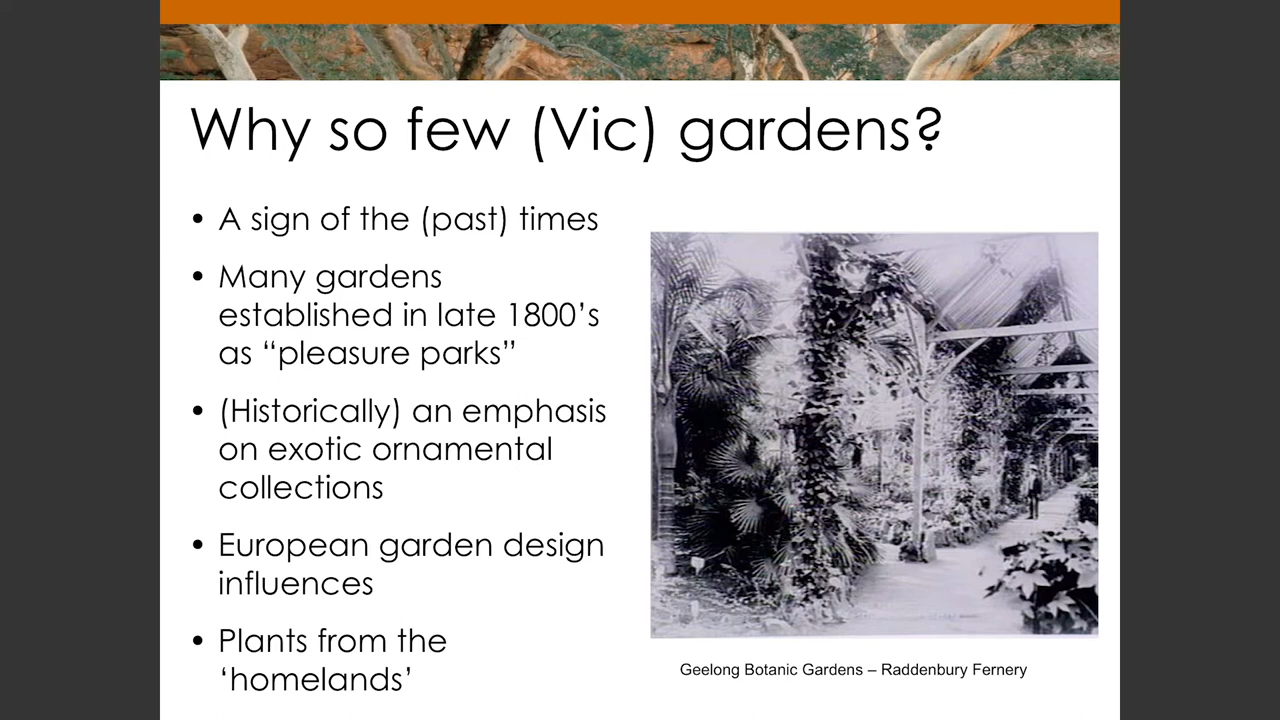 Why so few (Vic) gardens?
• A sign of the (past) times
• Many gardens
established in late 1800’s
as “pleasure parks”
• (Historically) an emphasis
on exotic ornamental
collections
• European garden design
influences
• Plants from the
‘homelands’
Geelong Botanic Gardens – Raddenbury Fernery